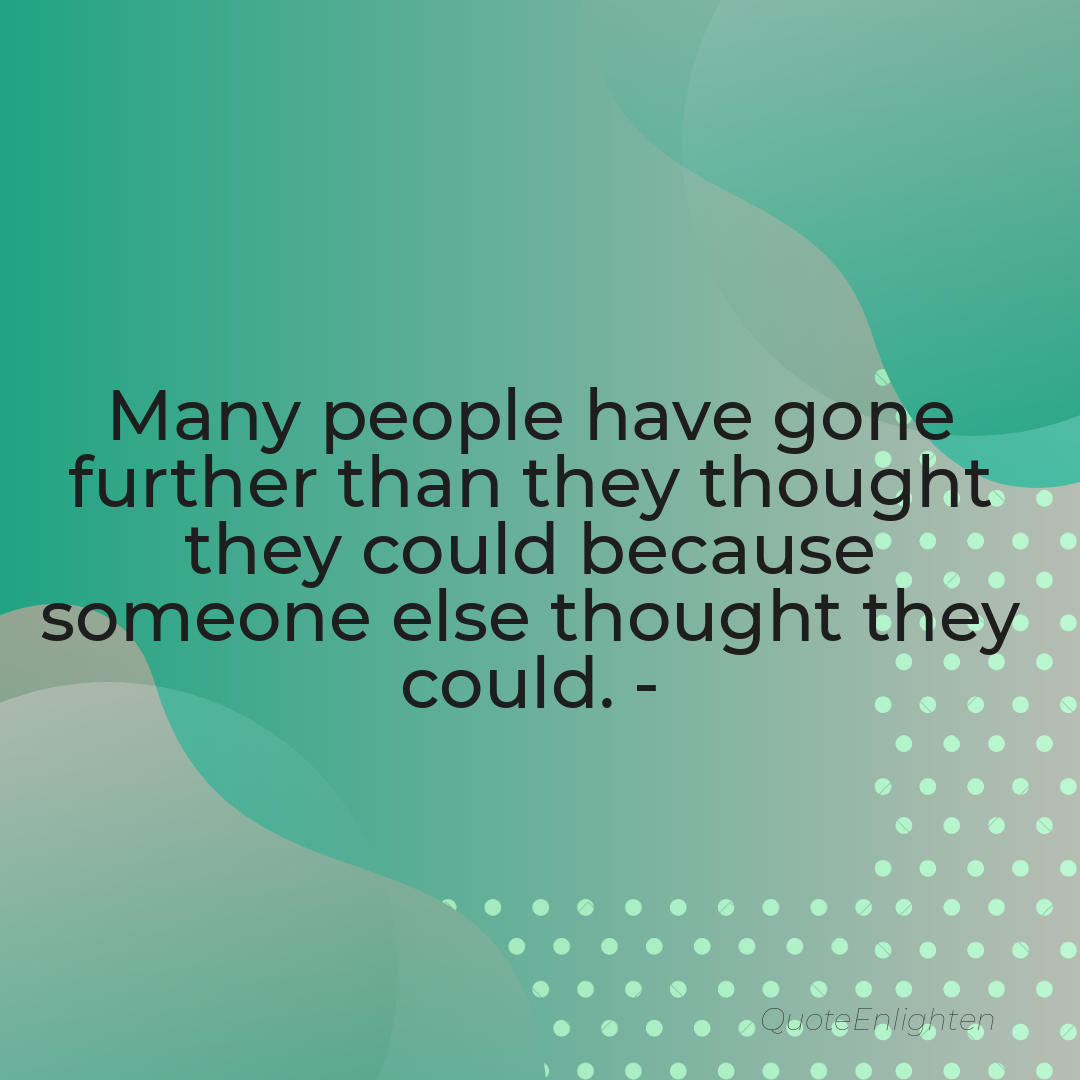 Many people have gone
further than they thought
they could because
someone else thought they
could. -
QuoteEnlighten